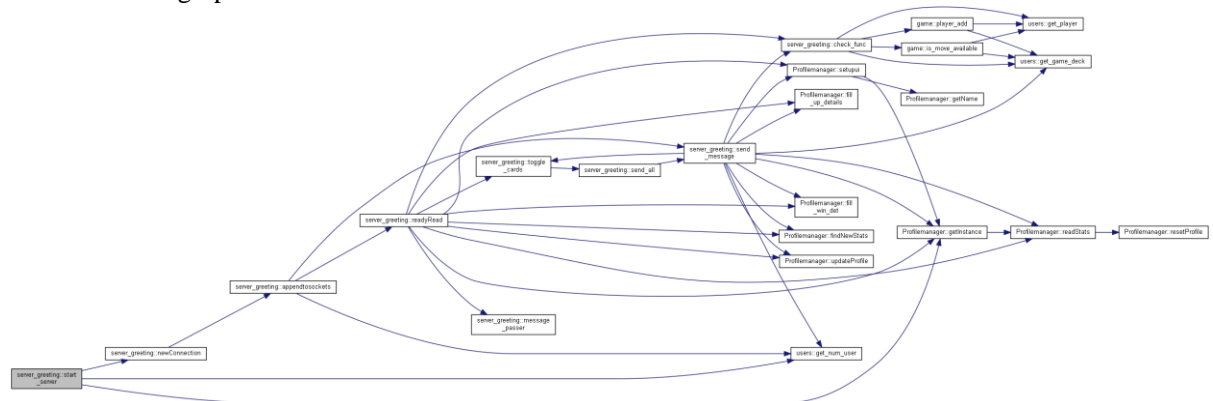 users::get_player
game::player_add
server_greeting::check_func
game::is_move_available
users::get_game_deck
Profilemanager::setupui
Profilemanager::getName
Profilemanager::fill
_up_details
server_greeting::send
_message
server_greeting::toggle
_cards
server_greeting::send_all
Profilemanager::fill
_win_det
server_greeting::readyRead
Profilemanager::findNewStats
Profilemanager::getInstance
Profilemanager::readStats
Profilemanager::resetProfile
Profilemanager::updateProfile
server_greeting::appendtosockets
server_greeting::message
_passer
server_greeting::newConnection
users::get_num_user
server_greeting::start
_server